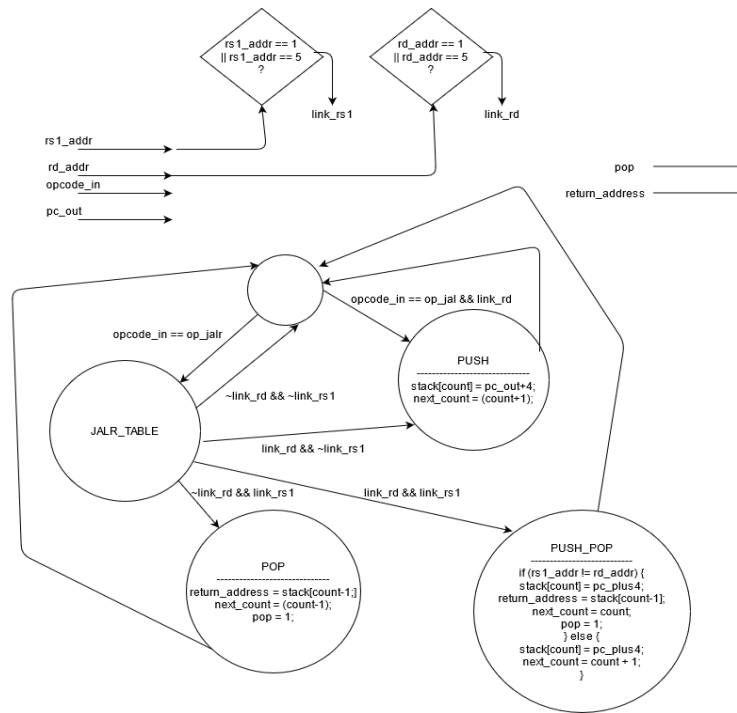 rs1_addr == 1
|| rs1_addr == 5
?
rd_addr == 1
|| rd_addr == 5
?
link_rs1
link_rd
rs1_addr
rd_addr
opcode_in
pc_out
pop
return_address
opcode_in == op_jal && link_rd
opcode_in == op_jalr
PUSH
------------------------------
stack[count] = pc_out+4;
next_count = (count+1);
~link_rd && ~link_rs1
JALR_TABLE
link_rd && ~link_rs1
~link_rd && link_rs1
link_rd && link_rs1
POP
------------------------------
return_address = stack[count-1;]
next_count = (count-1);
pop = 1;
PUSH_POP
---------------------------
if (rs1_addr != rd_addr) {
stack[count] = pc_plus4;
return_address = stack[count-1];
next_count = count;
pop = 1;
} else {
stack[count] = pc_plus4;
next_count = count + 1;
}